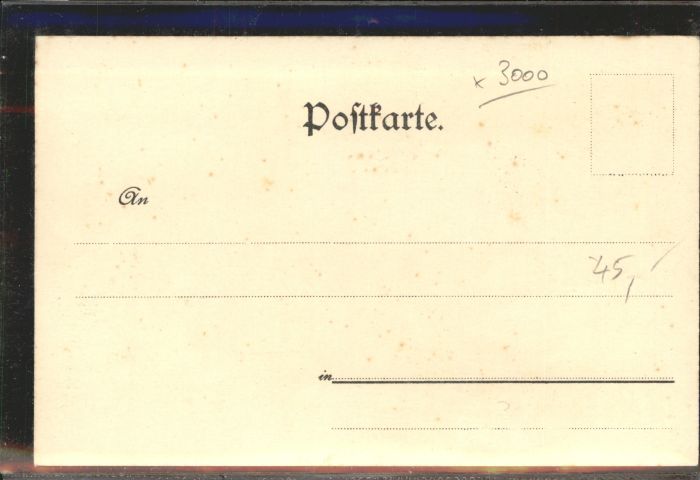 x 3000
Postkarte.
An
45,-
in